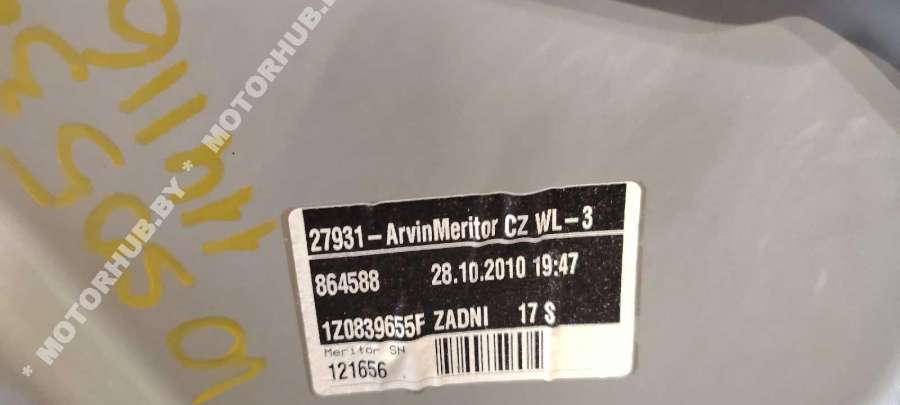 27931-ArvinMeritor CZ WL-3
864588 28.10.2010 19:47
1Z0839655F ZADNI 17 S
Meritor SN
121656
* MOTORHUB.BY * MOTORHUB.BY